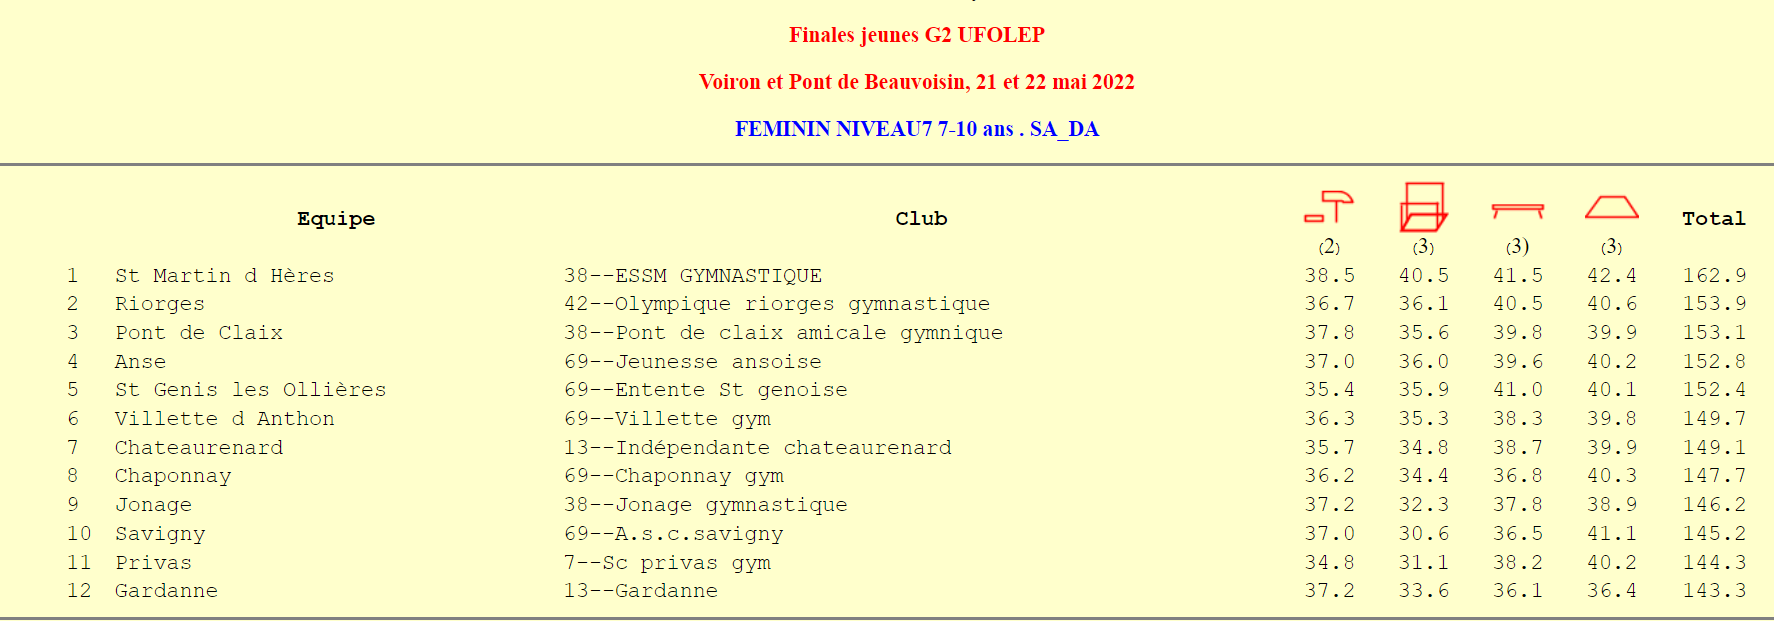 Finales jeunes G2 UFOLEP
Voiron et Pont de Beauvoisin, 21 et 22 mai 2022
FEMININ NIVEAU7 7-10 ans . SA_DA
Equipe Club Total
(2) (3) (3) (3)
1 St Martin d Hères 38--ESSM GYMNASTIQUE 38.5 40.5 41.5 42.4 162.9
2 Riorges 42--Olympique riorges gymnastique 36.7 36.1 40.5 40.6 153.9
3 Pont de Claix 38--Pont de claix amicale gymnique 37.8 35.6 39.8 39.9 153.1
4 Anse 69--Jeunesse ansoise 37.0 36.0 39.6 40.2 152.8
5 St Genis les Ollières 69--Entente St genoise 35.4 35.9 41.0 40.1 152.4
6 Villette d Anthon 69--Villette gym 36.3 35.3 38.3 39.8 149.7
7 Chateaurenard 13--Indépendante chateaurenard 35.7 34.8 38.7 39.9 149.1
8 Chaponnay 69--Chaponnay gym 36.2 34.4 36.8 40.3 147.7
9 Jonage 38--Jonage gymnastique 37.2 32.3 37.8 38.9 146.2
10 Savigny 69--A.s.c.savigny 37.0 30.6 36.5 41.1 145.2
11 Privas 7--Sc privas gym 34.8 31.1 38.2 40.2 144.3
12 Gardanne 13--Gardanne 37.2 33.6 36.1 36.4 143.3